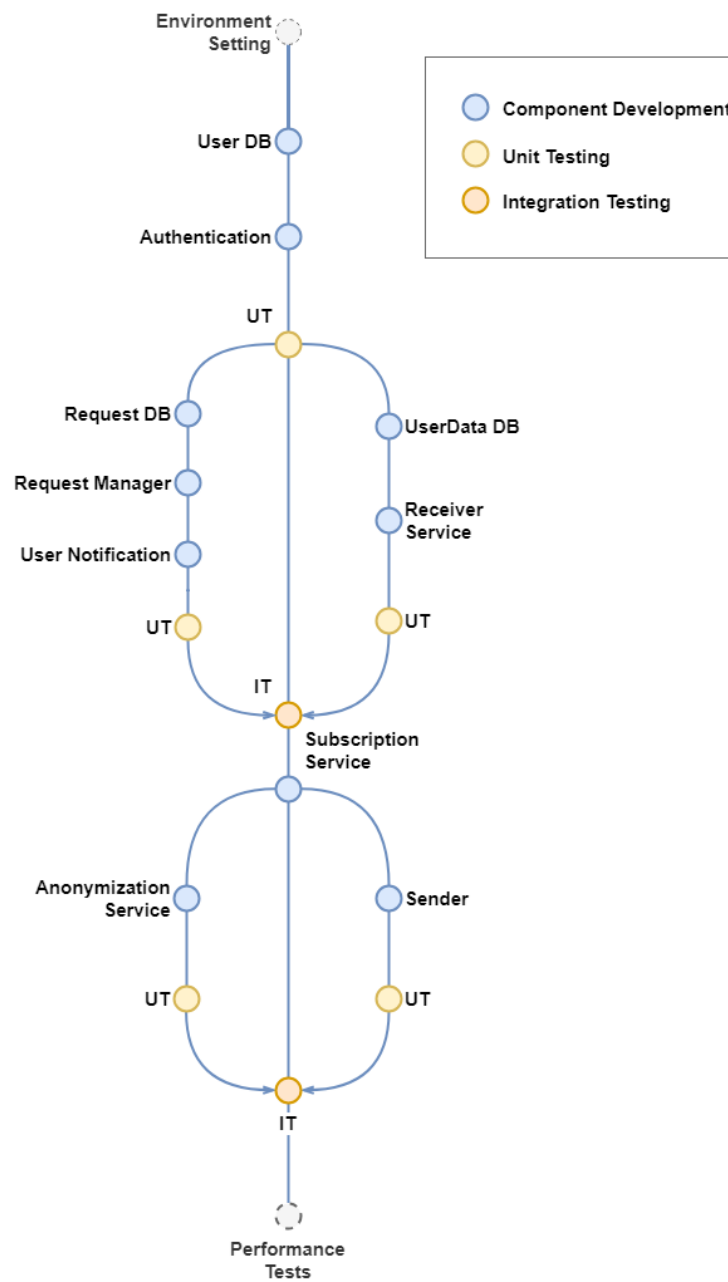 Environment
Setting
Component Development
User DB
Unit Testing
Integration Testing
Authentication
UT
Request DB
UserData DB
Request Manager
Receiver
Service
User Notification
UT
UT
IT
Subscription
Service
Anonymization
Service
Sender
UT
UT
IT
Performance
Tests